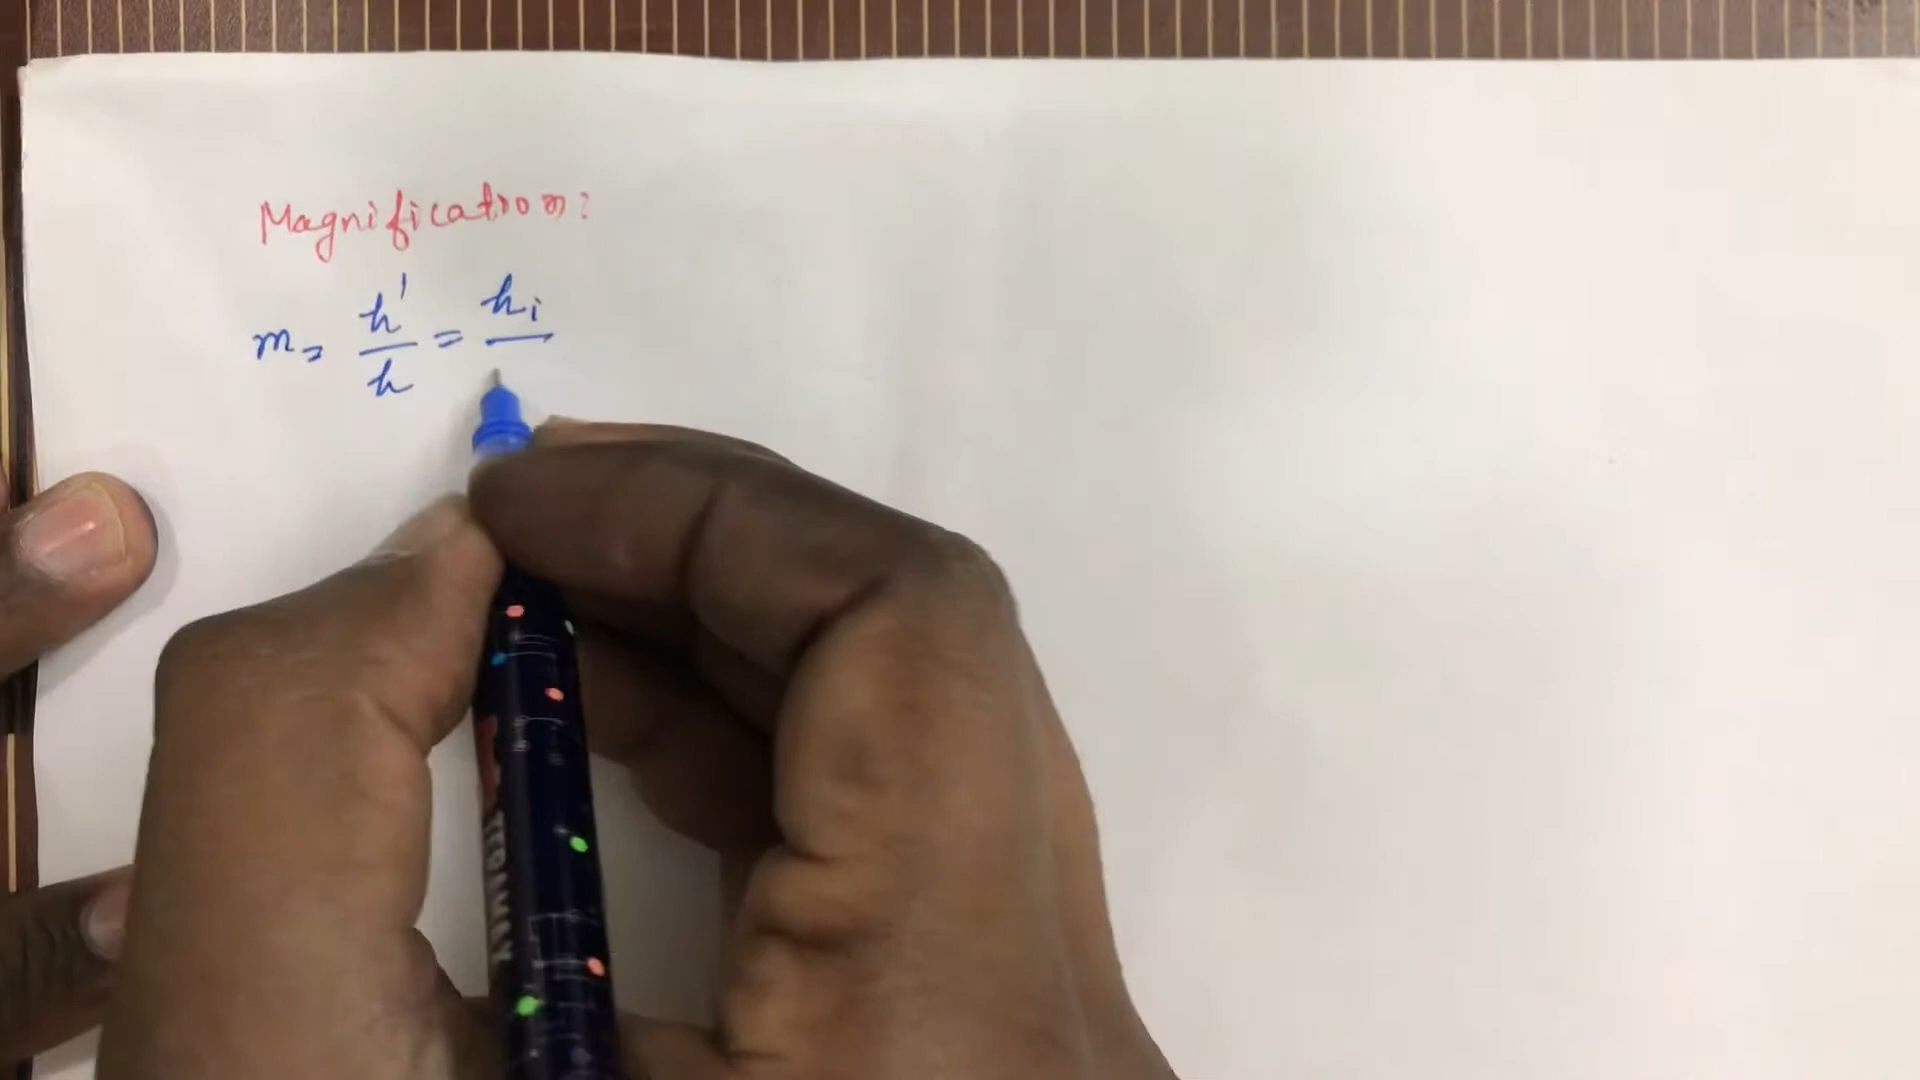 Magnification:
m = h'/h = hi/